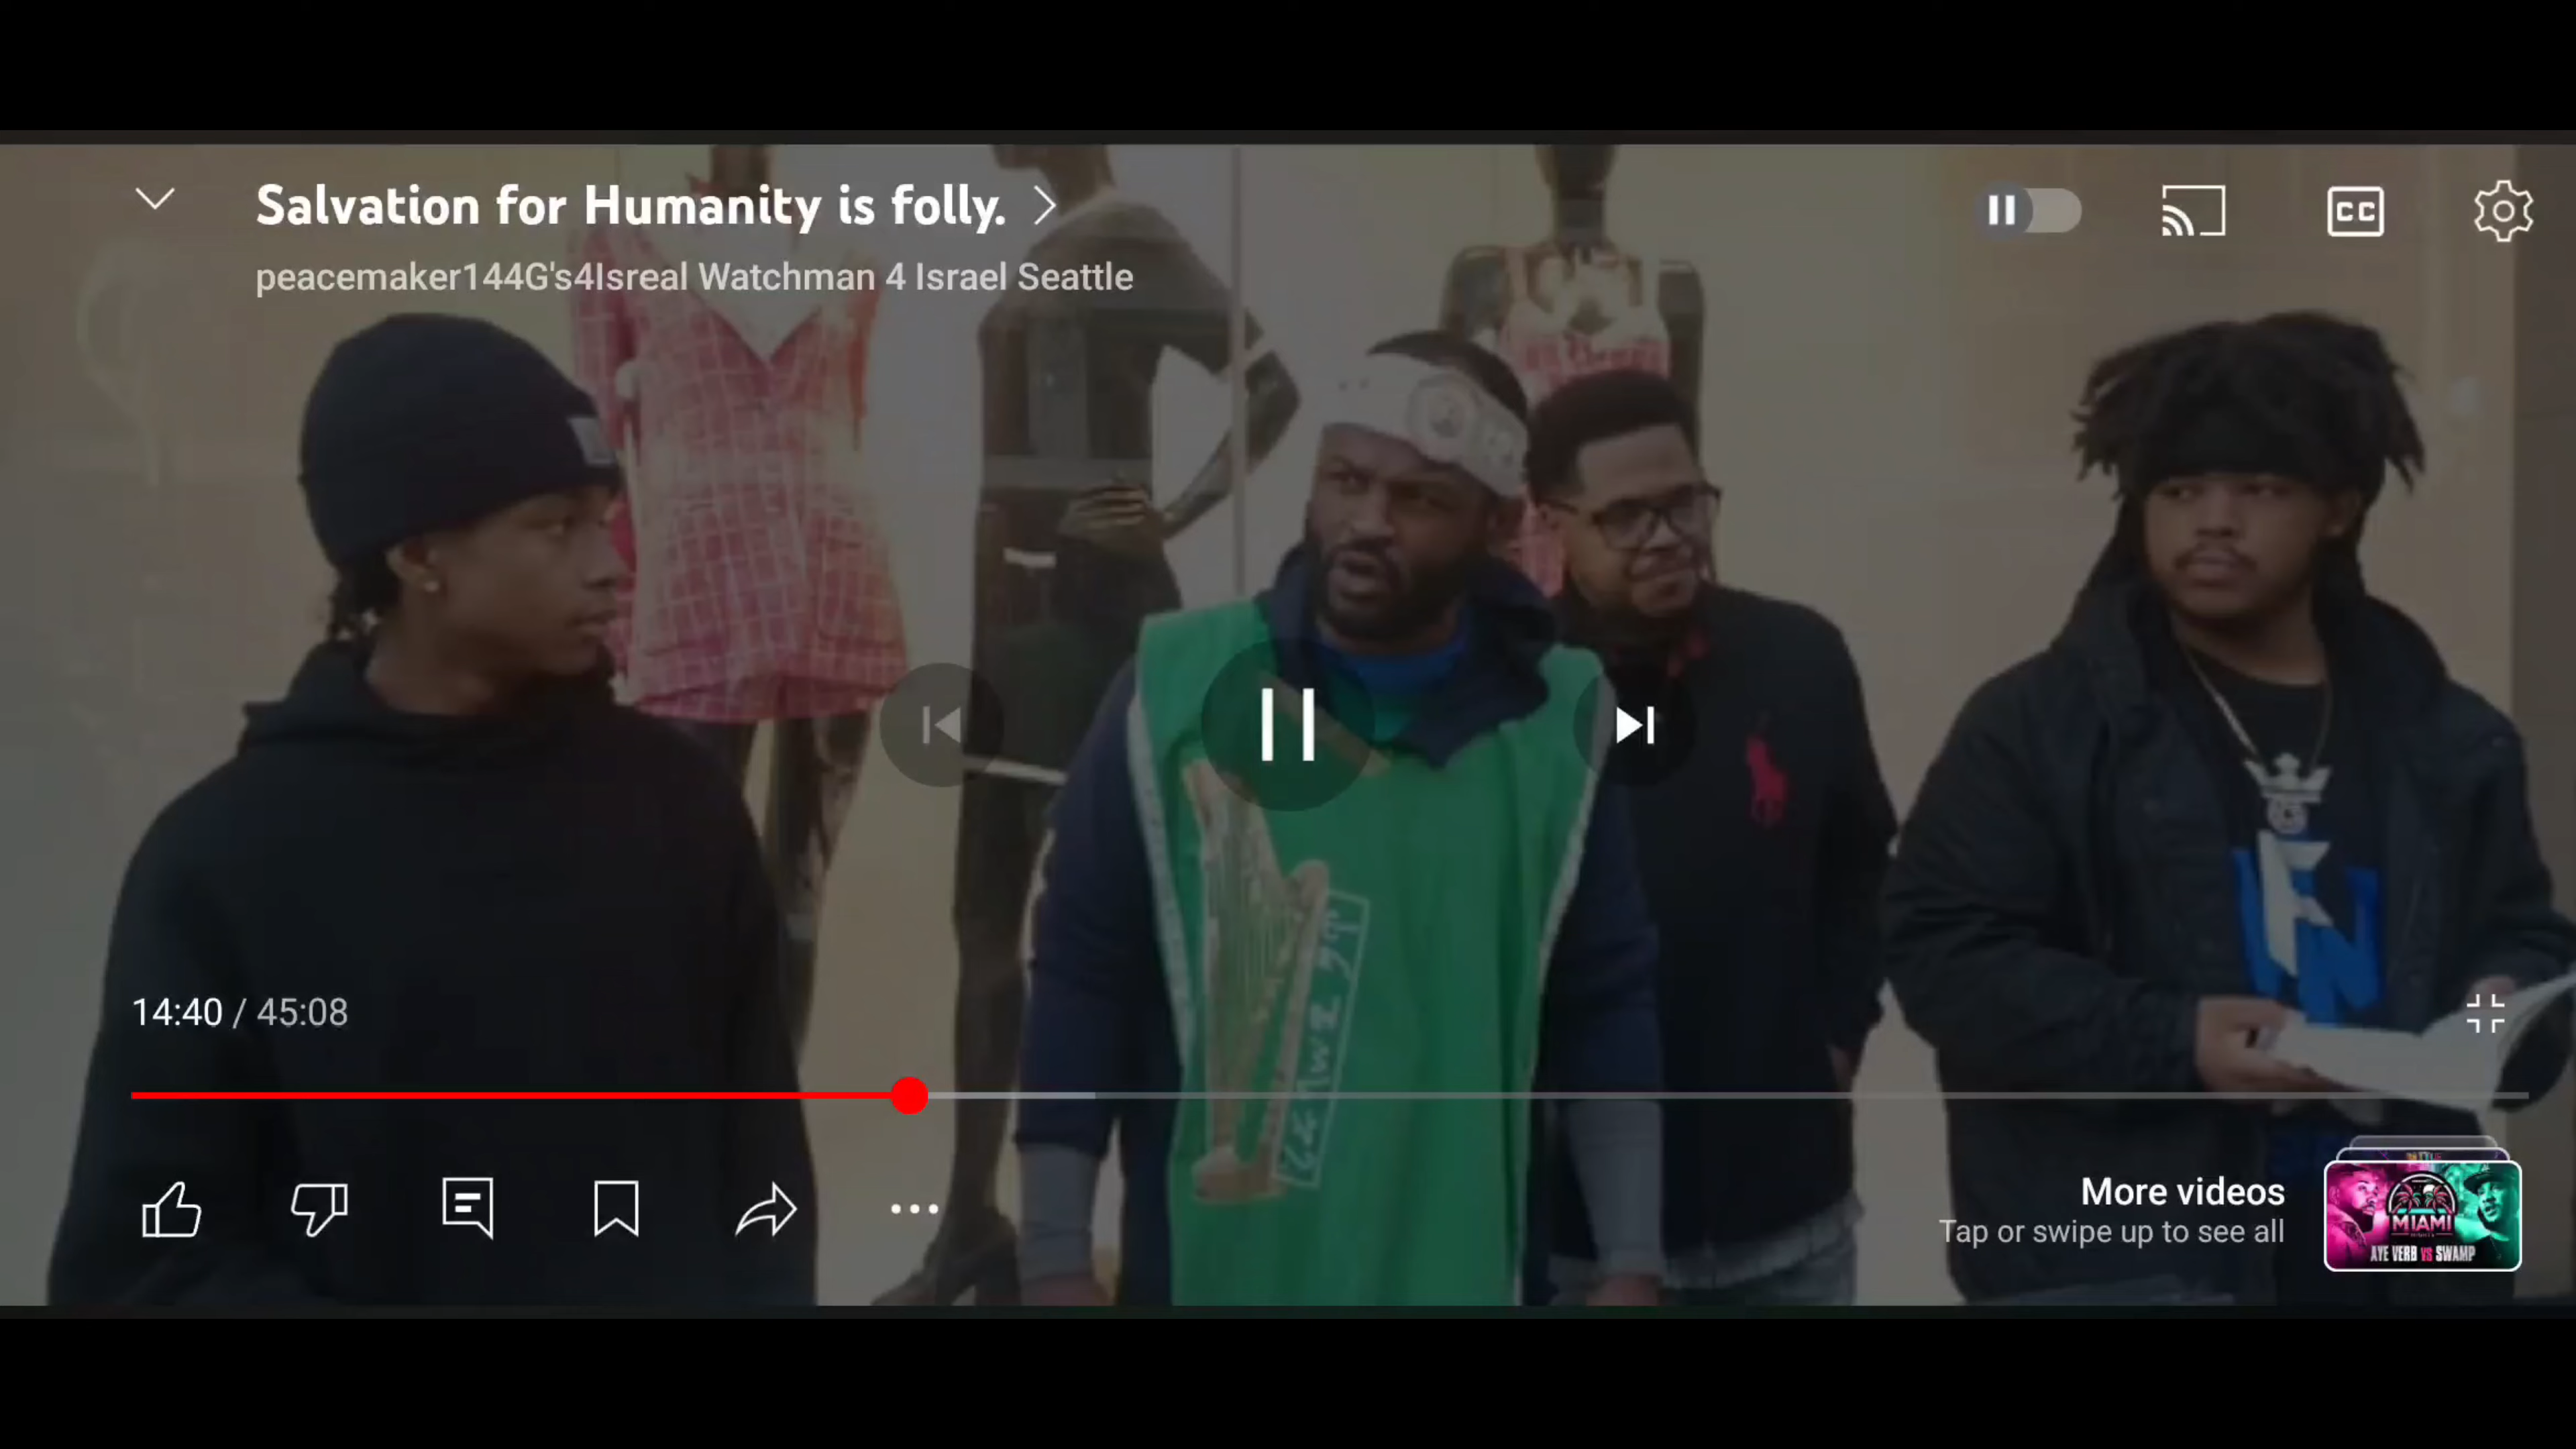 Salvation for Humanity is folly.
peacemaker144G's4Isreal Watchman 4 Israel Seattle
CC
14:40 / 45:08
More videos
Tap or swipe up to see all
MIAMI
AYE VERB VS SWAMP